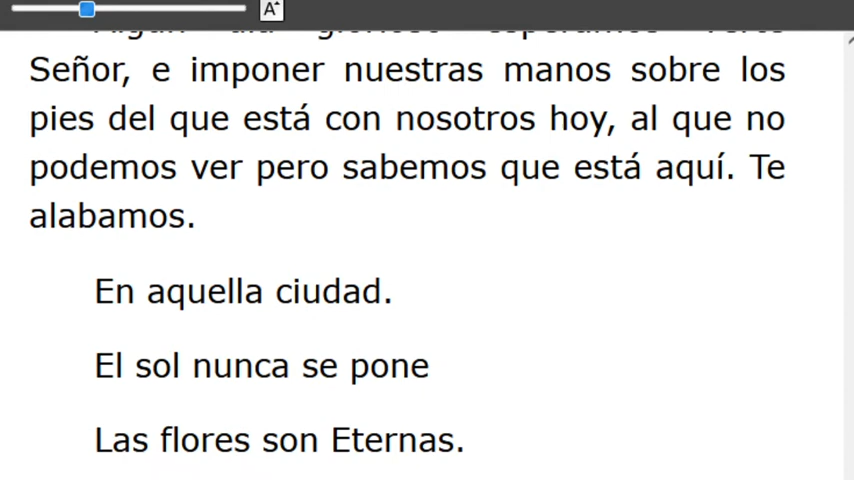 A
Señor, e imponer nuestras manos sobre los
pies del que está con nosotros hoy, al que no
podemos ver pero sabemos que está aquí. Te
alabamos.
En aquella ciudad.
El sol nunca se pone
Las flores son Eternas.